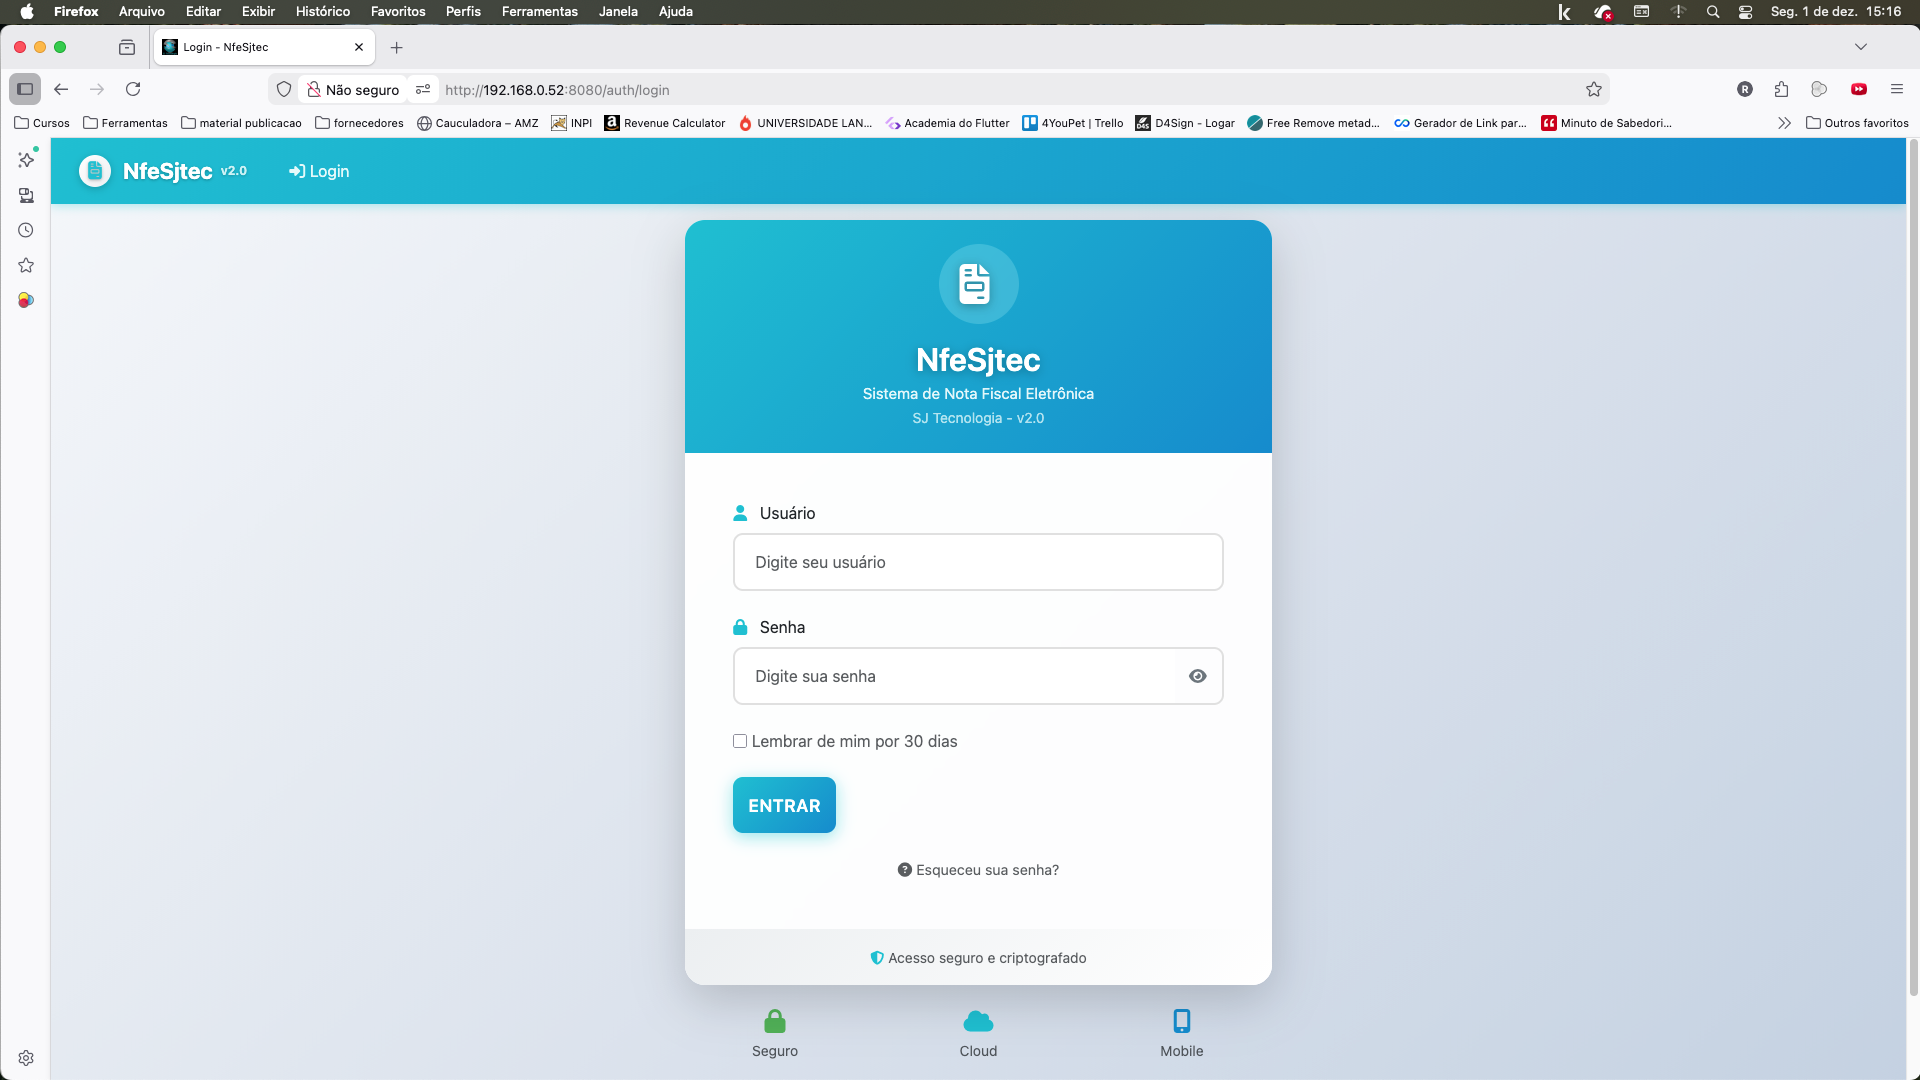 Firefox Arquivo Editar Exibir Histórico Favoritos Perfis Ferramentas Janela Ajuda Seg. 1 de dez. 15:16
Login - NfeSjtec
Não seguro http://192.168.0.52:8080/auth/login
Cursos Ferramentas material publicacao fornecedores Cauculadora – AMZ INPI Revenue Calculator UNIVERSIDADE LAN... Academia do Flutter 4YouPet | Trello D4Sign - Logar Free Remove metad... Gerador de Link par... Minuto de Sabedori... Outros favoritos
NfeSjtec v2.0 Login
NfeSjtec
Sistema de Nota Fiscal Eletrônica
SJ Tecnologia - v2.0
Usuário
Digite seu usuário
Senha
Digite sua senha
Lembrar de mim por 30 dias
ENTRAR
Esqueceu sua senha?
Acesso seguro e criptografado
Seguro Cloud Mobile